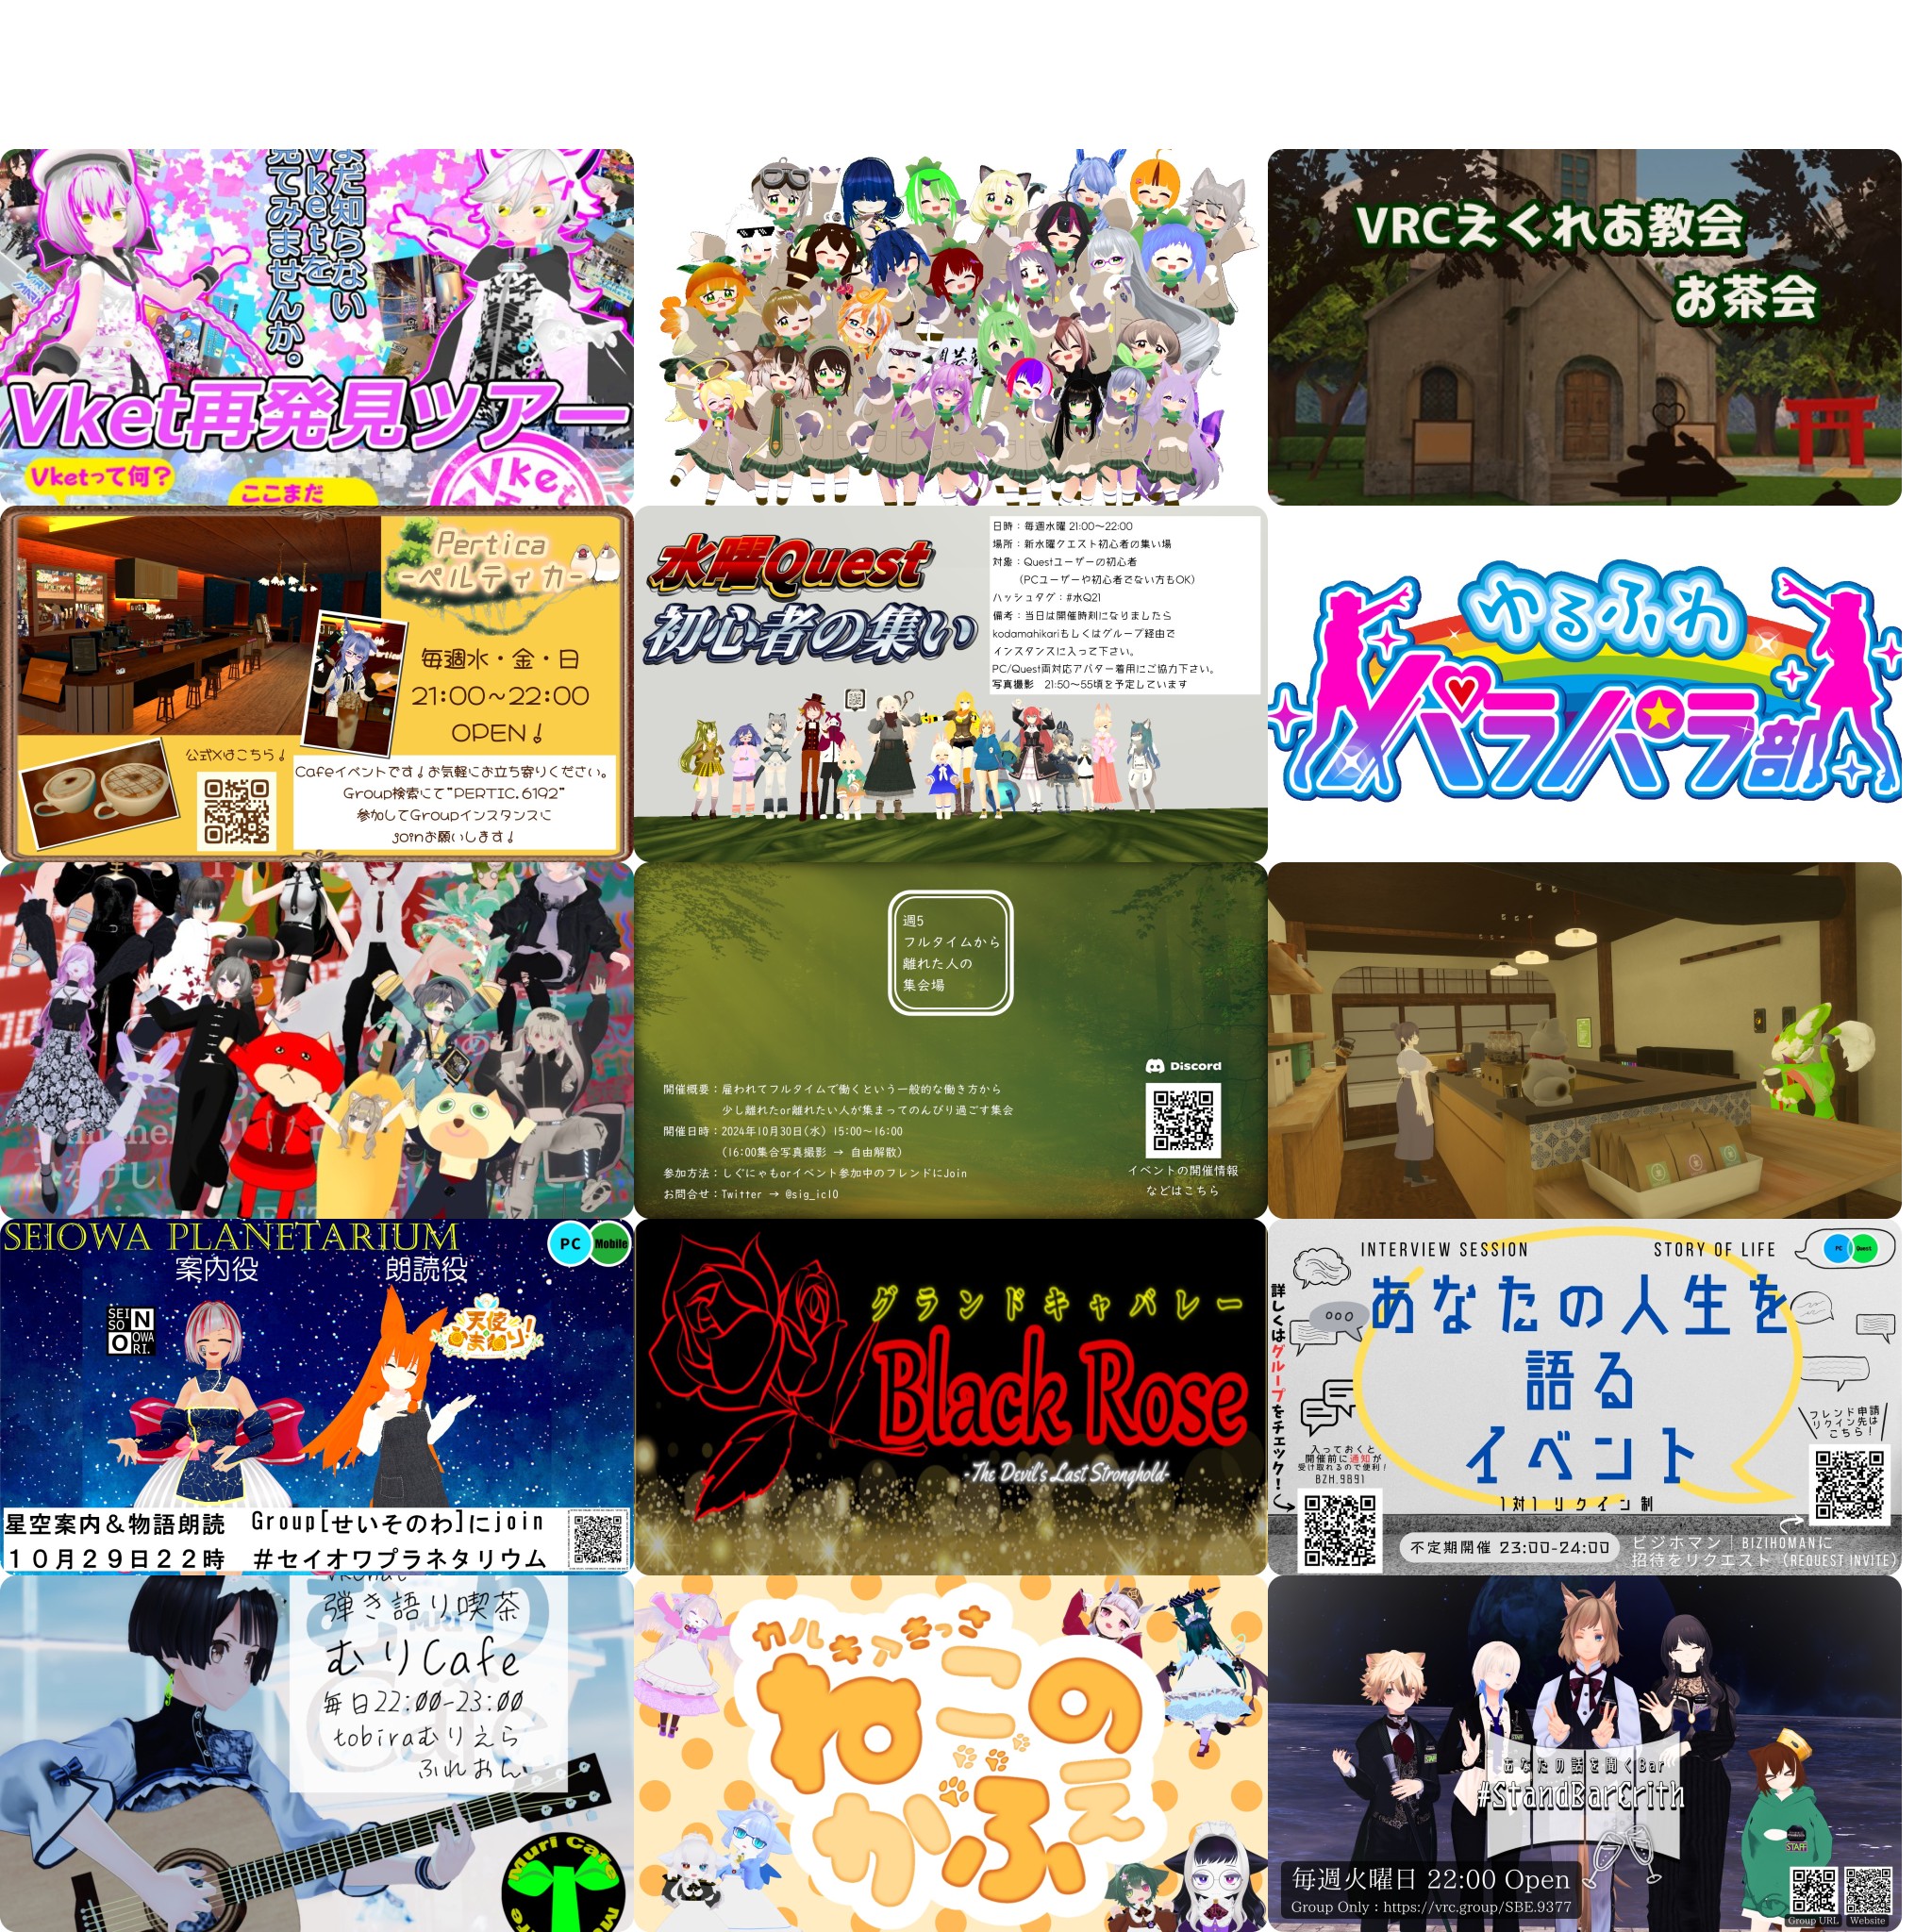 まだ知らない
Vketを
見てみませんか。
Vket再発見ツアー
Vketって何?
ここまだ
Vket
VRCえくれあ教会
お茶会
Pertica
-ペルティカ-
毎週水・金・日
21:00~22:00
OPEN!
公式Xはこちら!
Cafeイベントです!お気軽にお立ち寄りください。
Group検索にて"PERTIC.6192"
参加してGroupインスタンスに
joinお願いします!
水曜Quest
初心者の集い
日時:毎週水曜 21:00〜22:00
場所:新水曜クエスト初心者の集い場
対象:Questユーザーの初心者
(PCユーザーや初心者でない方もOK)
ハッシュタグ:#水Q21
備考:当日は開催時刻になりましたら
kodamahikariもしくはグループ経由で
インスタンスに入って下さい。
PC/Quest両対応アバター着用にご協力下さい。
写真撮影 21:50〜55頃を予定しています
ゆるふわ
パラパラ部
週5
フルタイムから
離れた人の
集会場
開催概要:雇われてフルタイムで働くという一般的な働き方から
少し離れたor離れたい人が集まってのんびり過ごす集会
開催日時:2024年10月30日(水) 15:00~16:00
(16:00集合写真撮影 → 自由解散)
参加方法:しぐにゃもorイベント参加中のフレンドにJoin
お問合せ:Twitter → @sig_icl0
Discord
イベントの開催情報
などはこちら
SEIOWA PLANETARIUM
案内役
朗読役
PC
Mobile
SEI
SO
N
O
OWA
RI.
天使
ひまわり!
星空案内&物語朗読 Group[せいそのわ]にjoin
10月29日22時 #セイオワプラネタリウム
グランドキャバレー
Black Rose
-The Devil's Last Stronghold-
INTERVIEW SESSION
STORY OF LIFE
PC
Quest
あなたの人生を
語る
イベント
1対1 リクイン制
詳しくはグループをチェック!
入っておくと
開催前に通知が
受け取れるので便利!
BZH.9891
フレンド申請
リクイン先は
こちら!
不定期開催 23:00-24:00
ビジホマン|BIZIHOMANに
招待をリクエスト (REQUEST INVITE)
弾き語り喫茶
むりCafe
毎日22:00-23:00
tobiraむりえら
ふれおん
Muri Cafe
カルキアきっさ
ねこの
かふぇ
あなたの話を聞くBar
#StandBarCrith
STAFF
毎週火曜日 22:00 Open
Group Only : https://vrc.group/SBE.9377
Group URL
Website